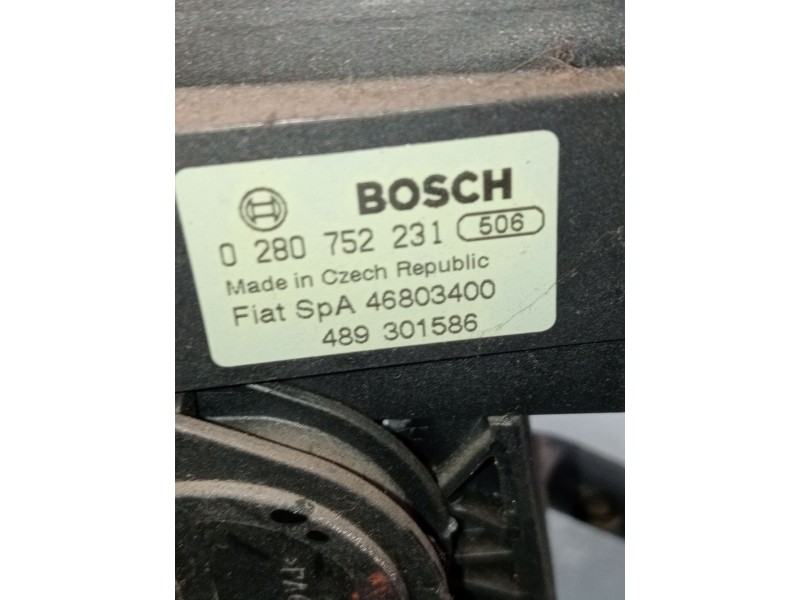 BOSCH
0 280 752 231 506
Made in Czech Republic
Fiat SpA 46803400
489 301586